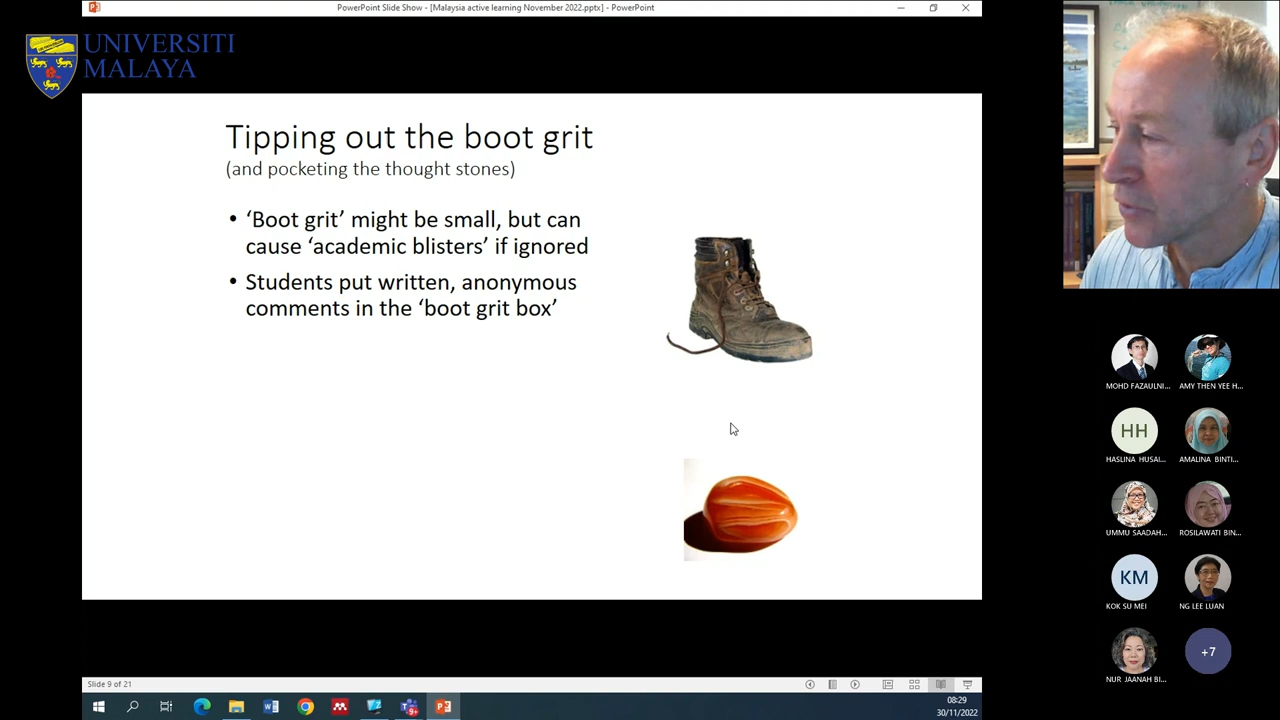 PowerPoint Slide Show - [Malaysia active learning November 2022.pptx] - PowerPoint
UNIVERSITI
MALAYA
Tipping out the boot grit
(and pocketing the thought stones)
• ‘Boot grit’ might be small, but can
cause ‘academic blisters’ if ignored
• Students put written, anonymous
comments in the ‘boot grit box’
MOHD FAZAULNI...
AMY THEN YEE H...
HH
HASLINA HUSAI...
AMALINA BINTI...
UMMU SAADAH...
ROSILAWATI BIN...
KM
KOK SU MEI
NG LEE LUAN
+7
NUR JAANAH BI...
Slide 9 of 21
9+
08:29
30/11/2022